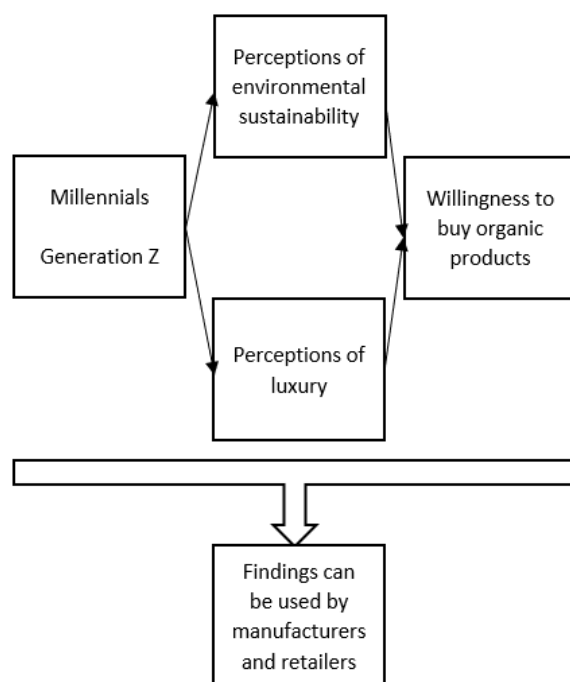 Perceptions of
environmental
sustainability
Millennials
Generation Z
Willingness to
buy organic
products
Perceptions of
luxury
Findings can
be used by
manufacturers
and retailers